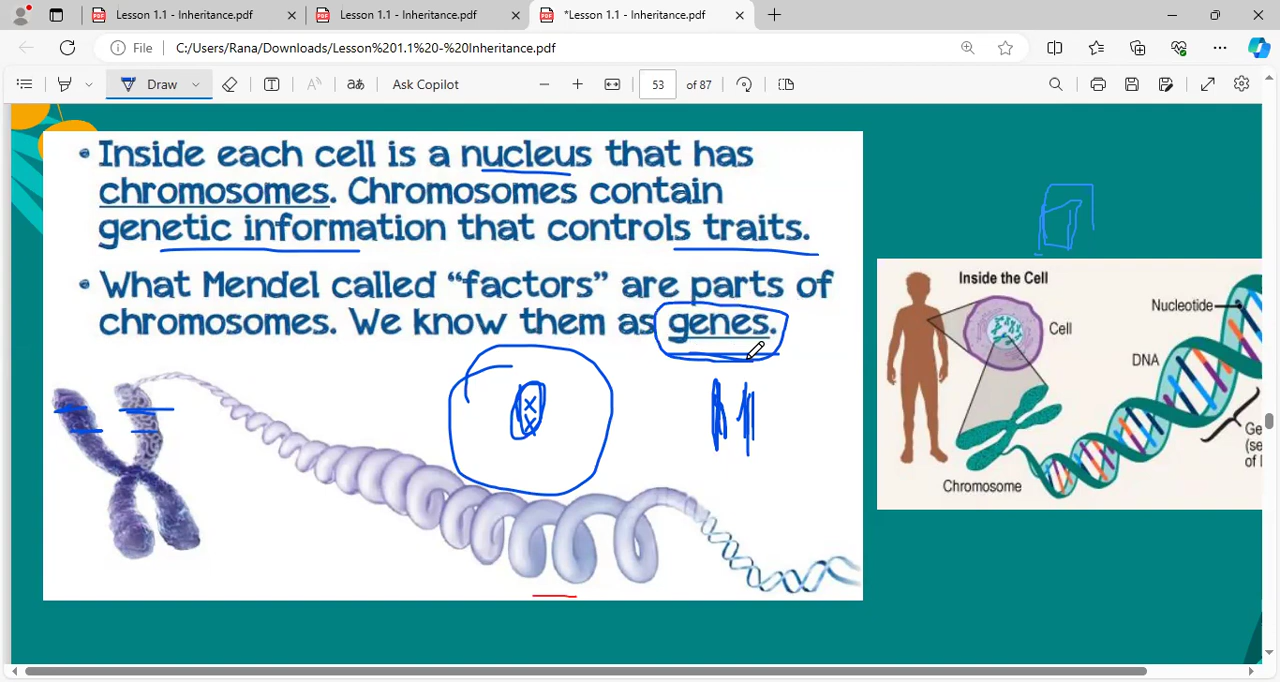 Lesson 1.1 - Inheritance.pdf
Lesson 1.1 - Inheritance.pdf
*Lesson 1.1 - Inheritance.pdf
File
C:/Users/Rana/Downloads/Lesson%201.1%20-%20Inheritance.pdf
Draw
Ask Copilot
53 of 87
• Inside each cell is a nucleus that has
chromosomes. Chromosomes contain
genetic information that controls traits.
• What Mendel called “factors” are parts of
chromosomes. We know them as genes.
Inside the Cell
Nucleotide
Cell
DNA
Ge
(se
of
Chromosome